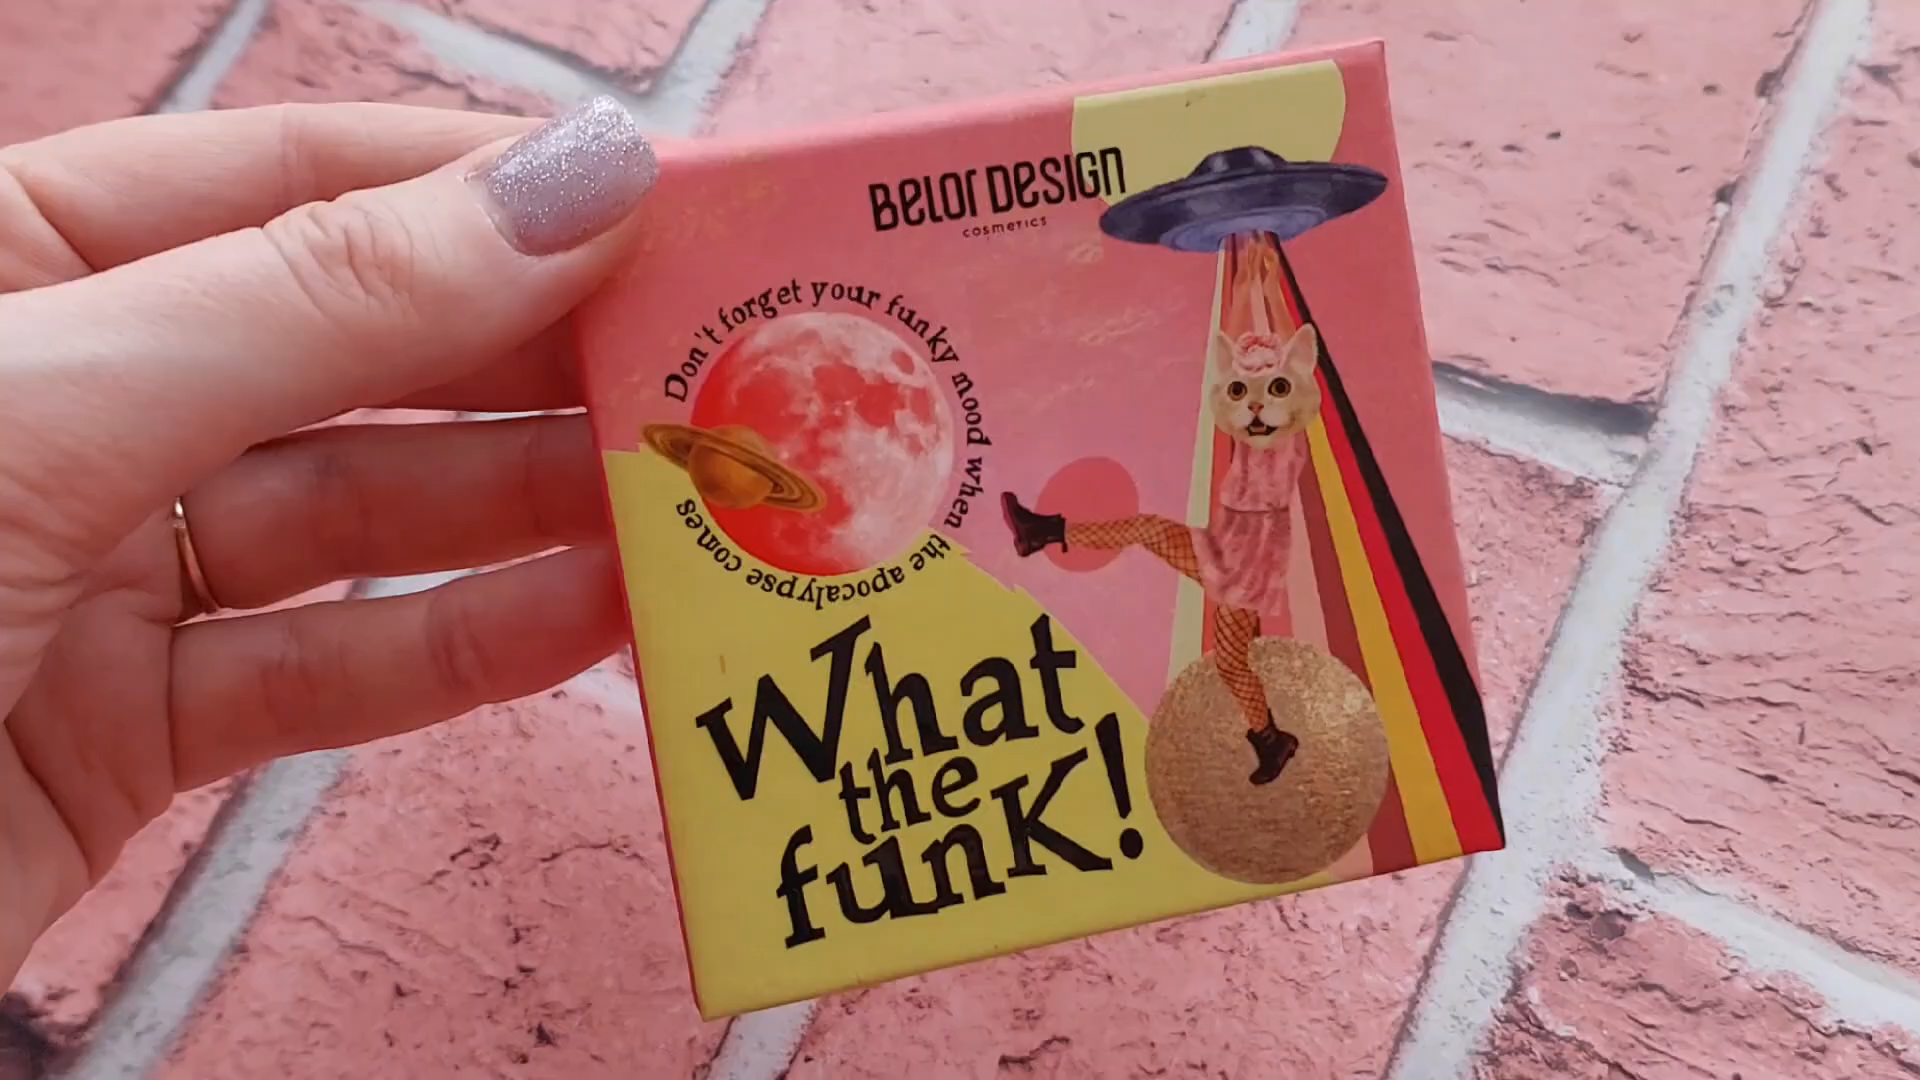 BELOR DESIGN
COSMETICS
Don't forget your funky mood when the apocalypse comes
What
the
funk!